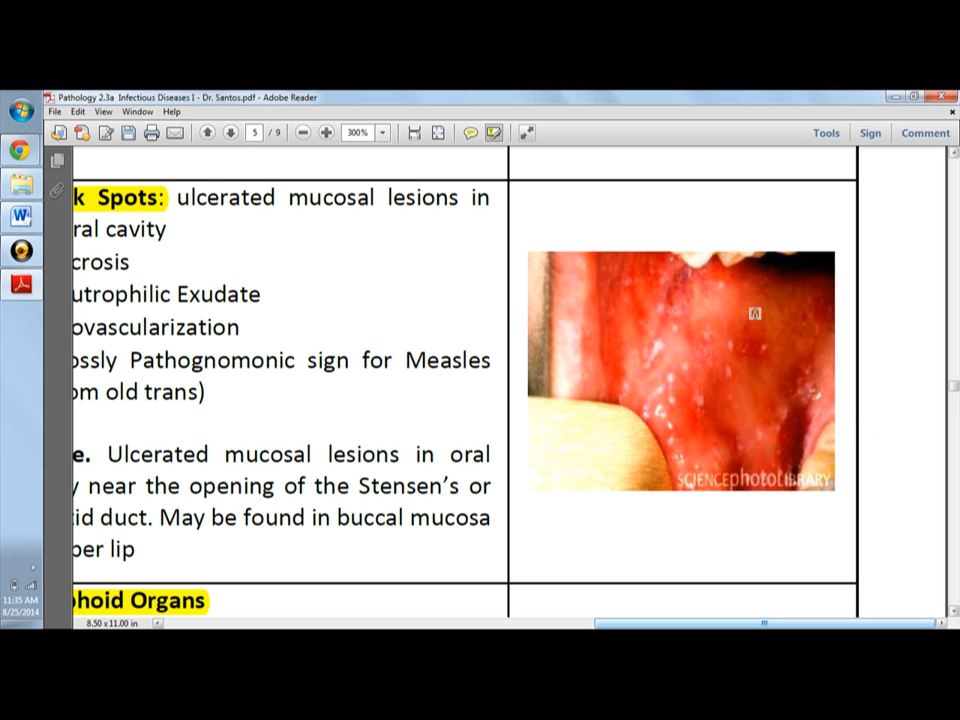 Pathology 2.3a Infectious Diseases I - Dr. Santos.pdf - Adobe Reader
File Edit View Window Help
5 / 9 300% Tools Sign Comment
k Spots: ulcerated mucosal lesions in
ral cavity
crosis
utrophilic Exudate
ovascularization
ossly Pathognomonic sign for Measles
om old trans)
e. Ulcerated mucosal lesions in oral
y near the opening of the Stensen's or
id duct. May be found in buccal mucosa
per lip
SCIENCEphotoLIBRARY
hoid Organs
8.50 x 11.00 in
11:35 AM
8/25/2014